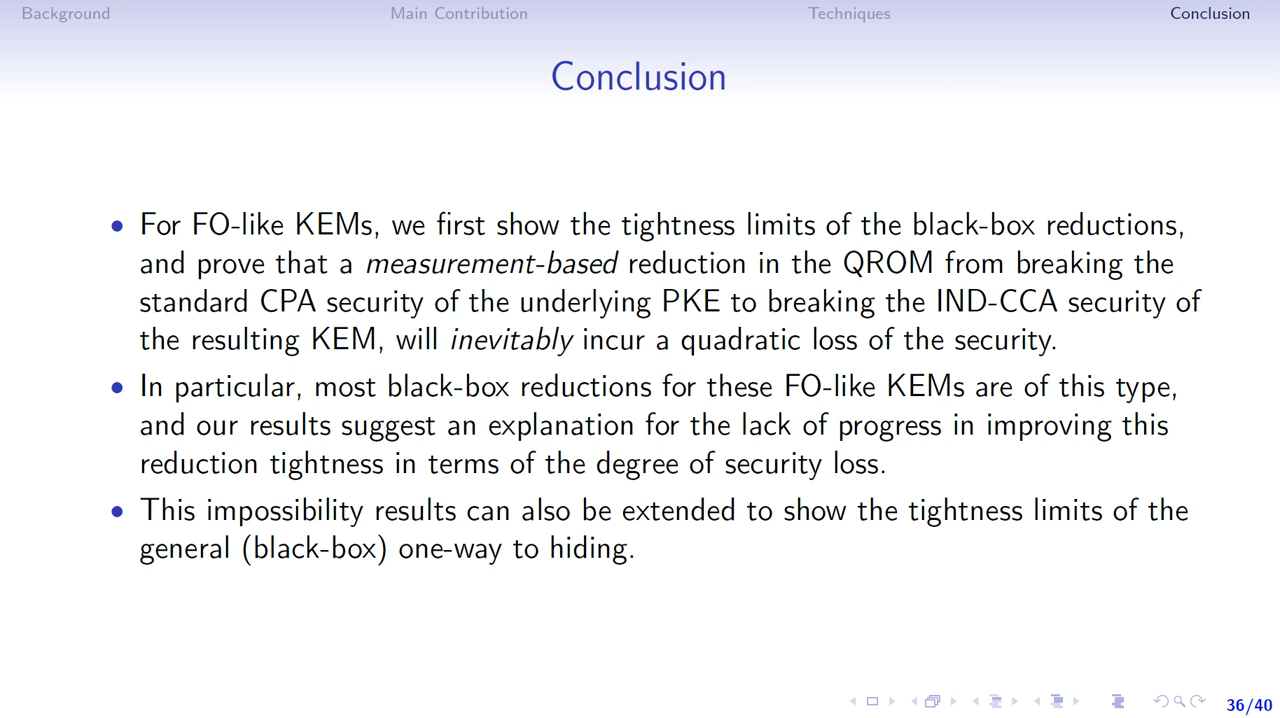 Background Main Contribution Techniques Conclusion
Conclusion
• For FO-like KEMs, we first show the tightness limits of the black-box reductions,
and prove that a measurement-based reduction in the QROM from breaking the
standard CPA security of the underlying PKE to breaking the IND-CCA security of
the resulting KEM, will inevitably incur a quadratic loss of the security.
• In particular, most black-box reductions for these FO-like KEMs are of this type,
and our results suggest an explanation for the lack of progress in improving this
reduction tightness in terms of the degree of security loss.
• This impossibility results can also be extended to show the tightness limits of the
general (black-box) one-way to hiding.
36/40